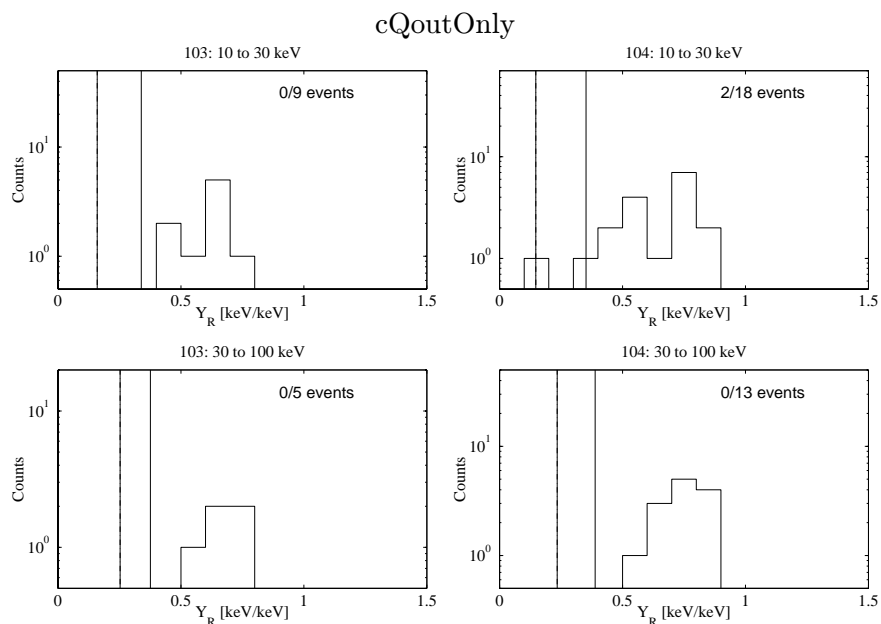 cQoutOnly
103: 10 to 30 keV
0/9 events
Counts
10^1
10^0
0 0.5 1 1.5
Y_R [keV/keV]
104: 10 to 30 keV
2/18 events
Counts
10^1
10^0
0 0.5 1 1.5
Y_R [keV/keV]
103: 30 to 100 keV
0/5 events
Counts
10^1
10^0
0 0.5 1 1.5
Y_R [keV/keV]
104: 30 to 100 keV
0/13 events
Counts
10^1
10^0
0 0.5 1 1.5
Y_R [keV/keV]